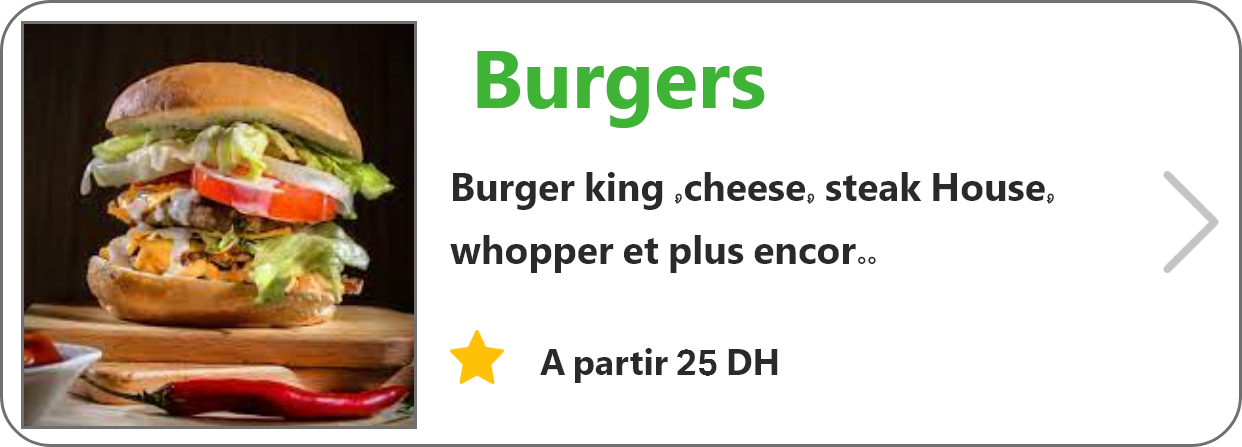 Burgers
Burger king ,cheese, steak House,
whopper et plus encor..
A partir 25 DH